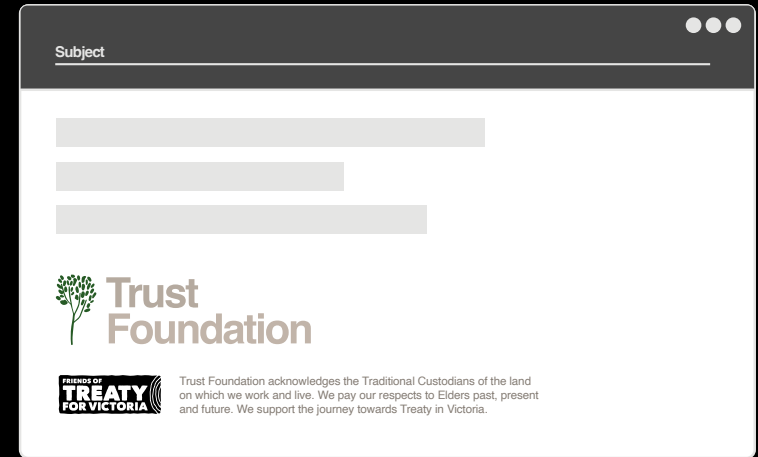 Subject
Trust
Foundation
FRIENDS OF
TREATY
FOR VICTORIA
Trust Foundation acknowledges the Traditional Custodians of the land
on which we work and live. We pay our respects to Elders past, present
and future. We support the journey towards Treaty in Victoria.